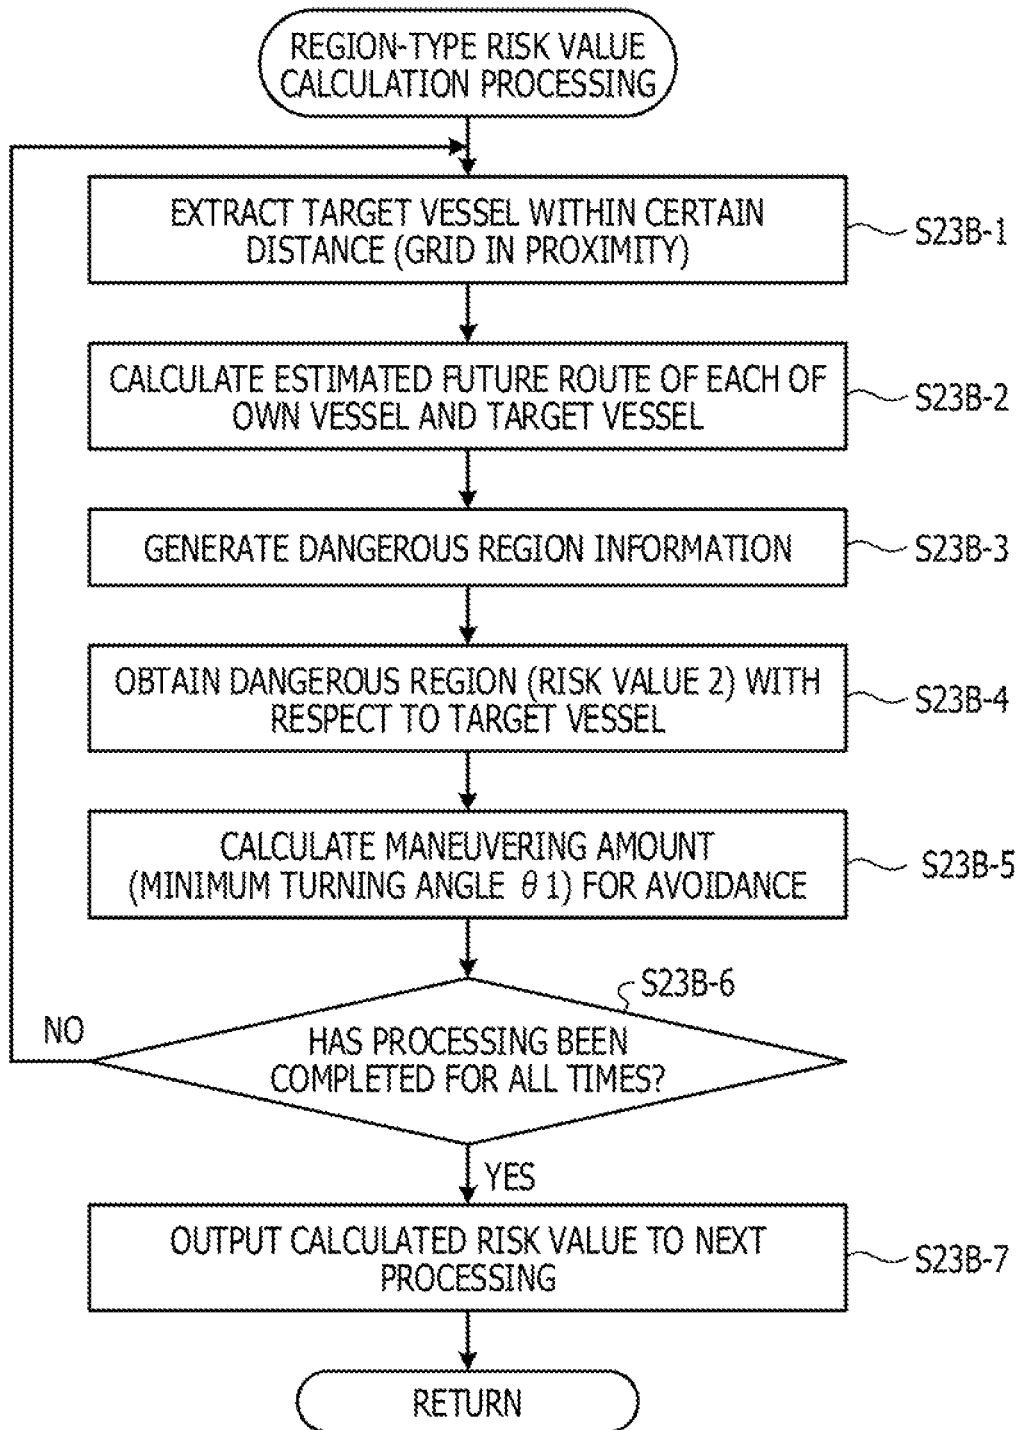 REGION-TYPE RISK VALUE
CALCULATION PROCESSING
EXTRACT TARGET VESSEL WITHIN CERTAIN
DISTANCE (GRID IN PROXIMITY)
S23B-1
CALCULATE ESTIMATED FUTURE ROUTE OF EACH OF
OWN VESSEL AND TARGET VESSEL
S23B-2
GENERATE DANGEROUS REGION INFORMATION
S23B-3
OBTAIN DANGEROUS REGION (RISK VALUE 2) WITH
RESPECT TO TARGET VESSEL
S23B-4
CALCULATE MANEUVERING AMOUNT
(MINIMUM TURNING ANGLE θ1) FOR AVOIDANCE
S23B-5
S23B-6
NO
HAS PROCESSING BEEN
COMPLETED FOR ALL TIMES?
YES
OUTPUT CALCULATED RISK VALUE TO NEXT
PROCESSING
S23B-7
RETURN